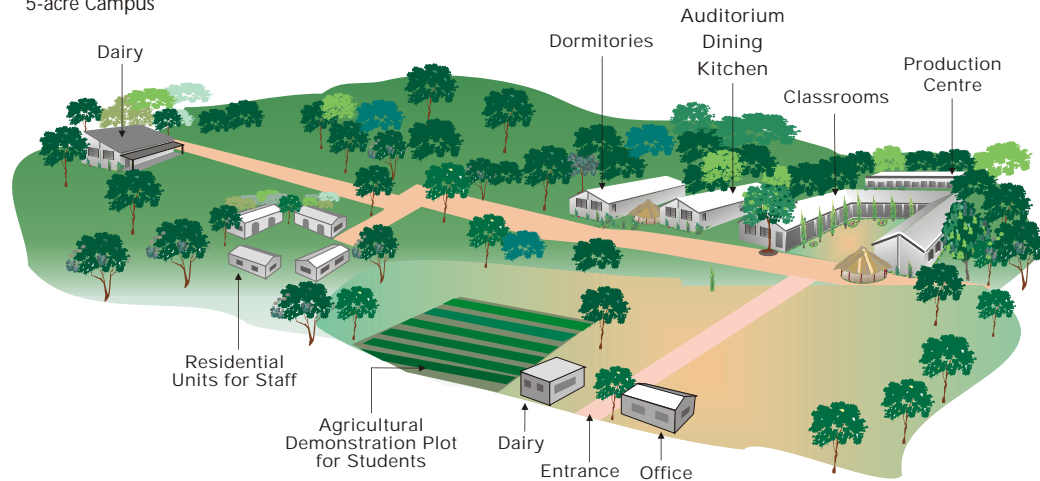 5-acre Campus
Dairy
Dormitories
Auditorium
Dining
Kitchen
Classrooms
Production
Centre
Residential
Units for Staff
Agricultural
Demonstration Plot
for Students
Dairy
Entrance
Office